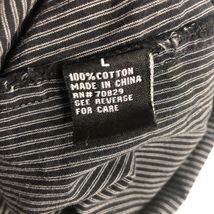 L
100% COTTON
MADE IN CHINA
RN# 70829
SEE REVERSE
FOR CARE